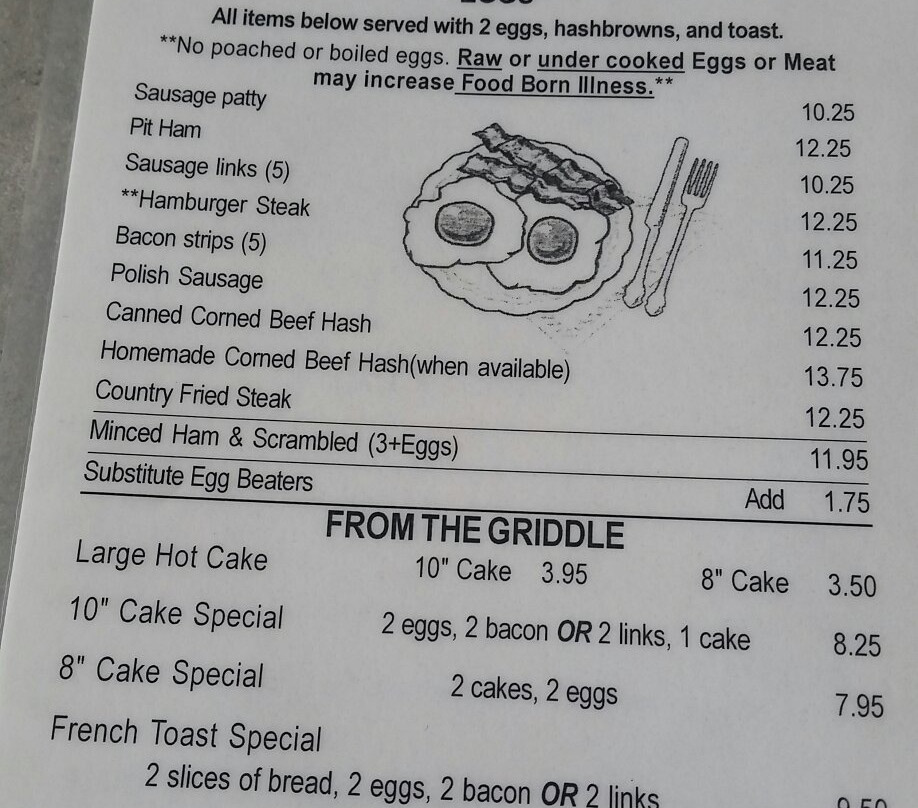 All items below served with 2 eggs, hashbrowns, and toast.
**No poached or boiled eggs. Raw or under cooked Eggs or Meat
may increase Food Born Illness.**
Sausage patty 10.25
Pit Ham 12.25
Sausage links (5) 10.25
**Hamburger Steak 12.25
Bacon strips (5) 11.25
Polish Sausage 12.25
Canned Corned Beef Hash 12.25
Homemade Corned Beef Hash(when available) 13.75
Country Fried Steak 12.25
Minced Ham & Scrambled (3+Eggs) 11.95
Substitute Egg Beaters Add 1.75
FROM THE GRIDDLE
Large Hot Cake 10" Cake 3.95 8" Cake 3.50
10" Cake Special 2 eggs, 2 bacon OR 2 links, 1 cake 8.25
8" Cake Special 2 cakes, 2 eggs 7.95
French Toast Special
2 slices of bread, 2 eggs, 2 bacon OR 2 links